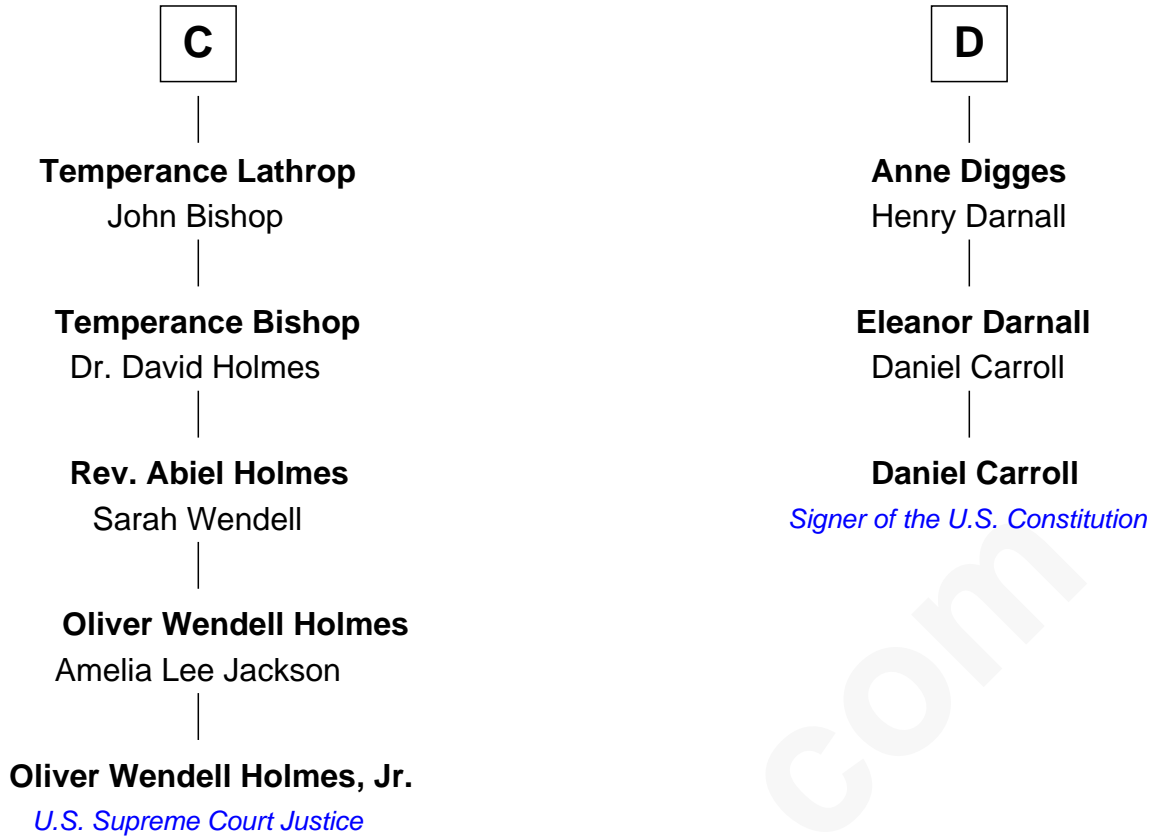 C
Temperance Lathrop
John Bishop
Temperance Bishop
Dr. David Holmes
Rev. Abiel Holmes
Sarah Wendell
Oliver Wendell Holmes
Amelia Lee Jackson
Oliver Wendell Holmes, Jr.
U.S. Supreme Court Justice
D
Anne Digges
Henry Darnall
Eleanor Darnall
Daniel Carroll
Daniel Carroll
Signer of the U.S. Constitution
com